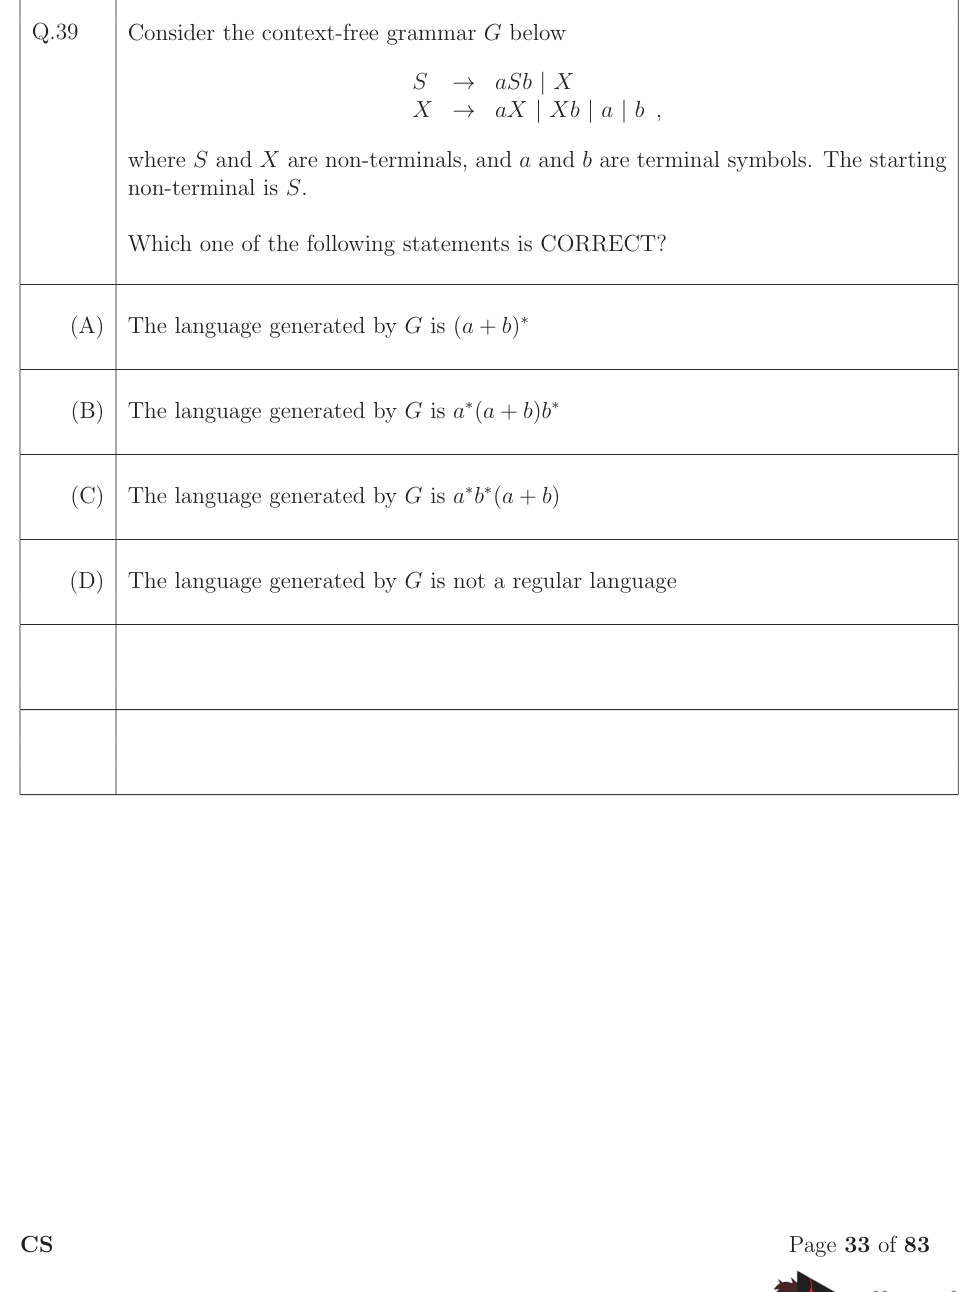 Q.39 Consider the context-free grammar G below
S → aSb | X
X → aX | Xb | a | b ,
where S and X are non-terminals, and a and b are terminal symbols. The starting
non-terminal is S.
Which one of the following statements is CORRECT?
(A) The language generated by G is (a + b)*
(B) The language generated by G is a*(a + b)b*
(C) The language generated by G is a*b*(a + b)
(D) The language generated by G is not a regular language
CS Page 33 of 83